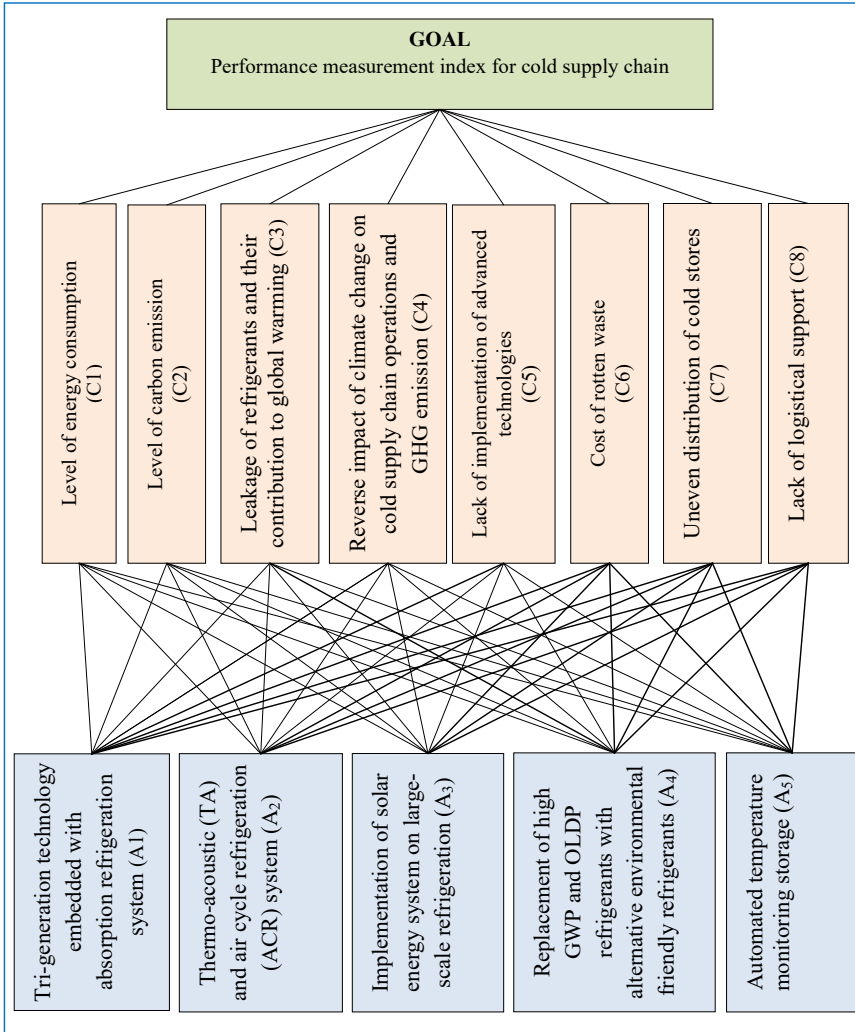 GOAL
Performance measurement index for cold supply chain
Level of energy consumption
(C1)
Level of carbon emission
(C2)
Leakage of refrigerants and their
contribution to global warming (C3)
Reverse impact of climate change on
cold supply chain operations and
GHG emission (C4)
Lack of implementation of advanced
technologies
(C5)
Cost of rotten waste
(C6)
Uneven distribution of cold stores
(C7)
Lack of logistical support (C8)
Tri-generation technology
embedded with
absorption refrigeration
system (A1)
Thermo-acoustic (TA)
and air cycle refrigeration
(ACR) system (A₂)
Implementation of solar
energy system on large-
scale refrigeration (A₃)
Replacement of high
GWP and OLDP
refrigerants with
alternative environmental
friendly refrigerants (A₄)
Automated temperature
monitoring storage (A₅)